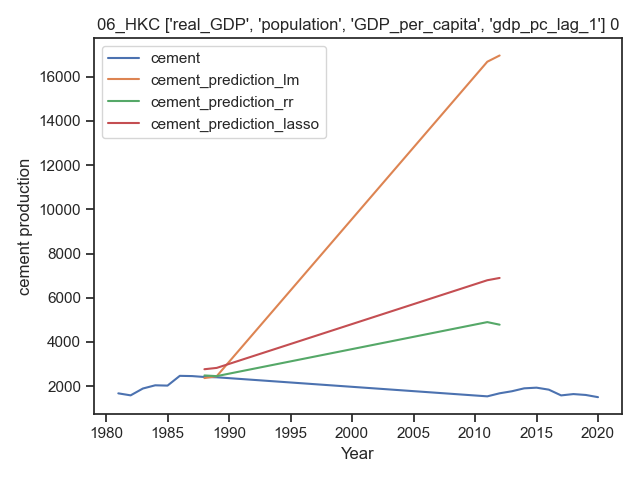 06_HKC ['real_GDP', 'population', 'GDP_per_capita', 'gdp_pc_lag_1'] 0
cement
cement_prediction_lm
cement_prediction_rr
cement_prediction_lasso
16000
14000
12000
10000
8000
6000
4000
2000
cement production
1980 1985 1990 1995 2000 2005 2010 2015 2020
Year